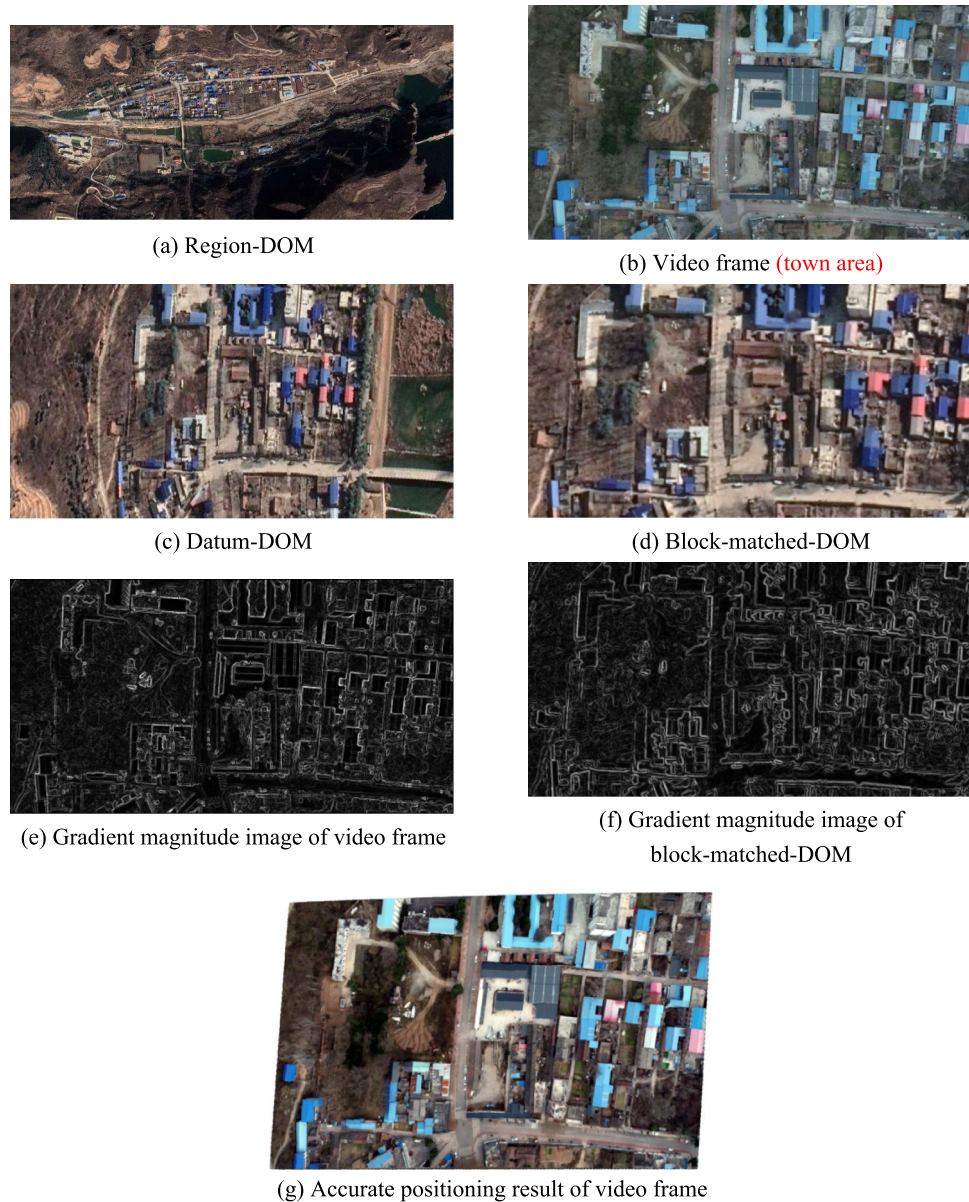 (a) Region-DOM
(b) Video frame (town area)
(c) Datum-DOM
(d) Block-matched-DOM
(e) Gradient magnitude image of video frame
(f) Gradient magnitude image of
block-matched-DOM
(g) Accurate positioning result of video frame